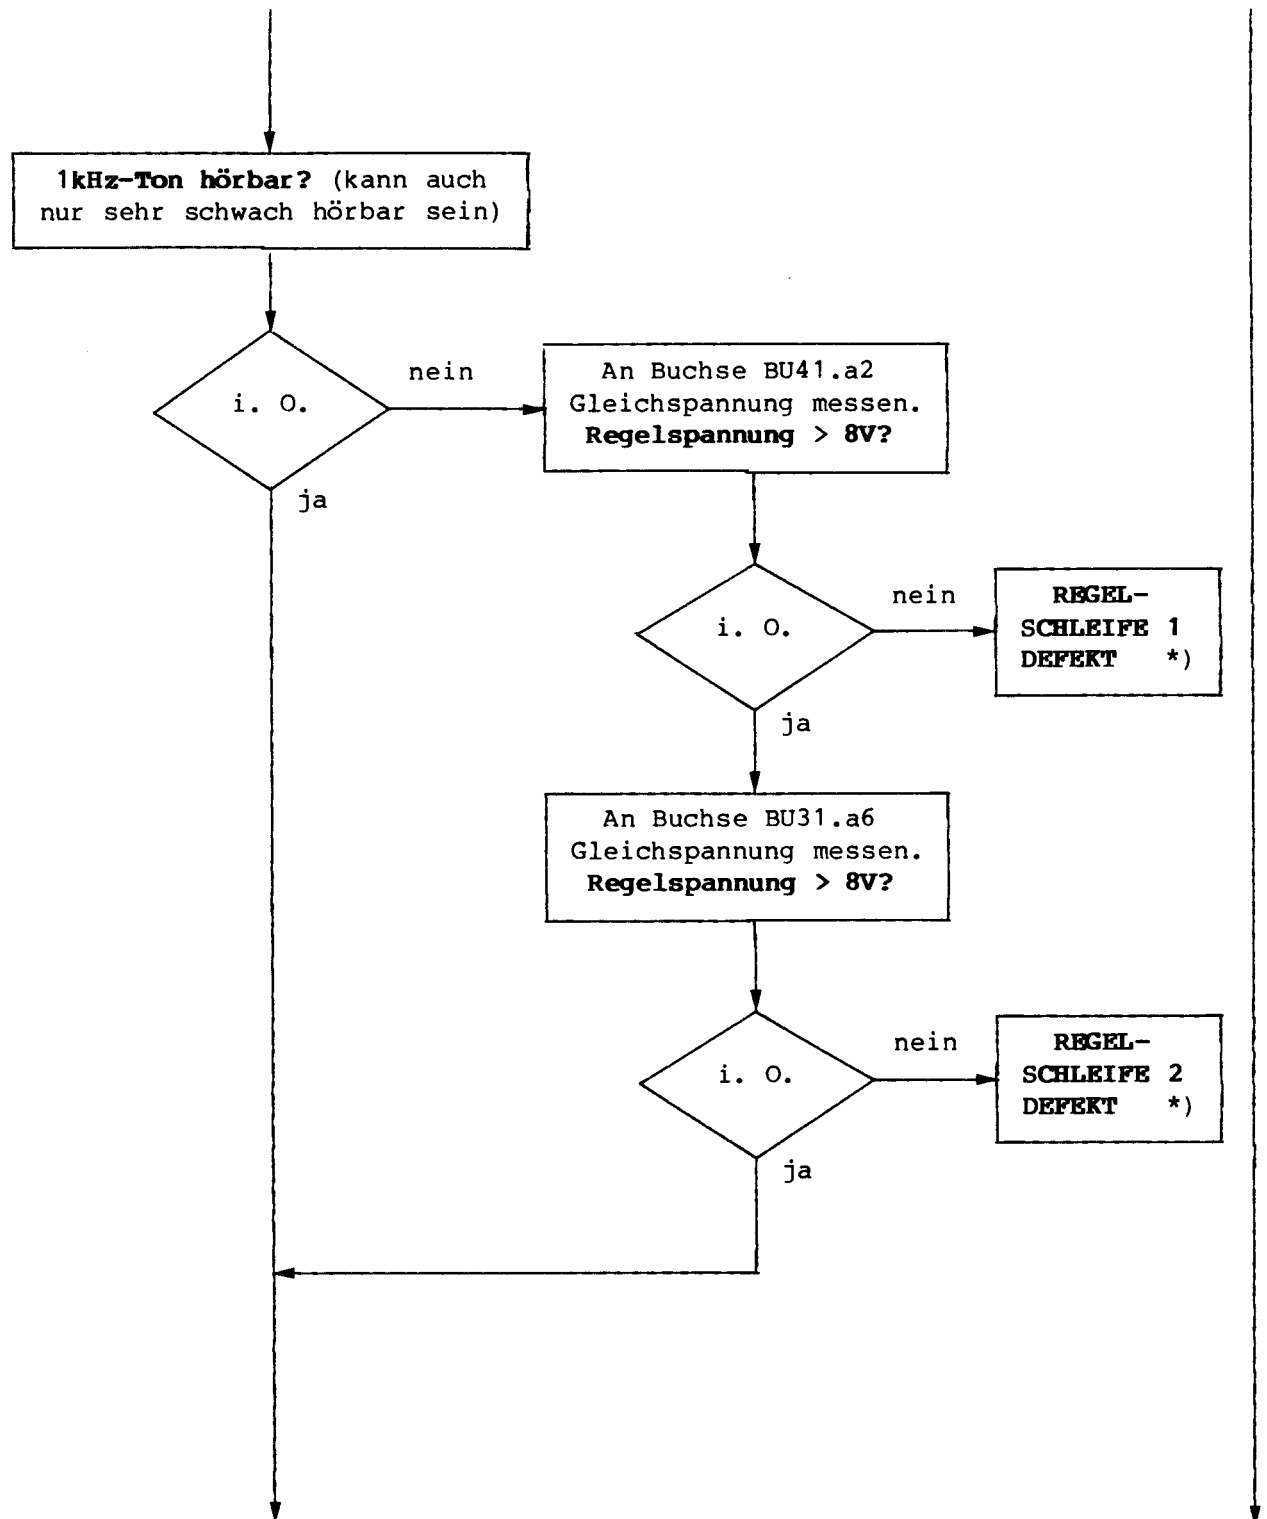 1kHz-Ton hörbar? (kann auch
nur sehr schwach hörbar sein)
i. O.
nein
ja
An Buchse BU41.a2
Gleichspannung messen.
Regelspannung > 8V?
i. O.
nein
ja
REGEL-
SCHLEIFE 1
DEFEKT *)
An Buchse BU31.a6
Gleichspannung messen.
Regelspannung > 8V?
i. O.
nein
ja
REGEL-
SCHLEIFE 2
DEFEKT *)